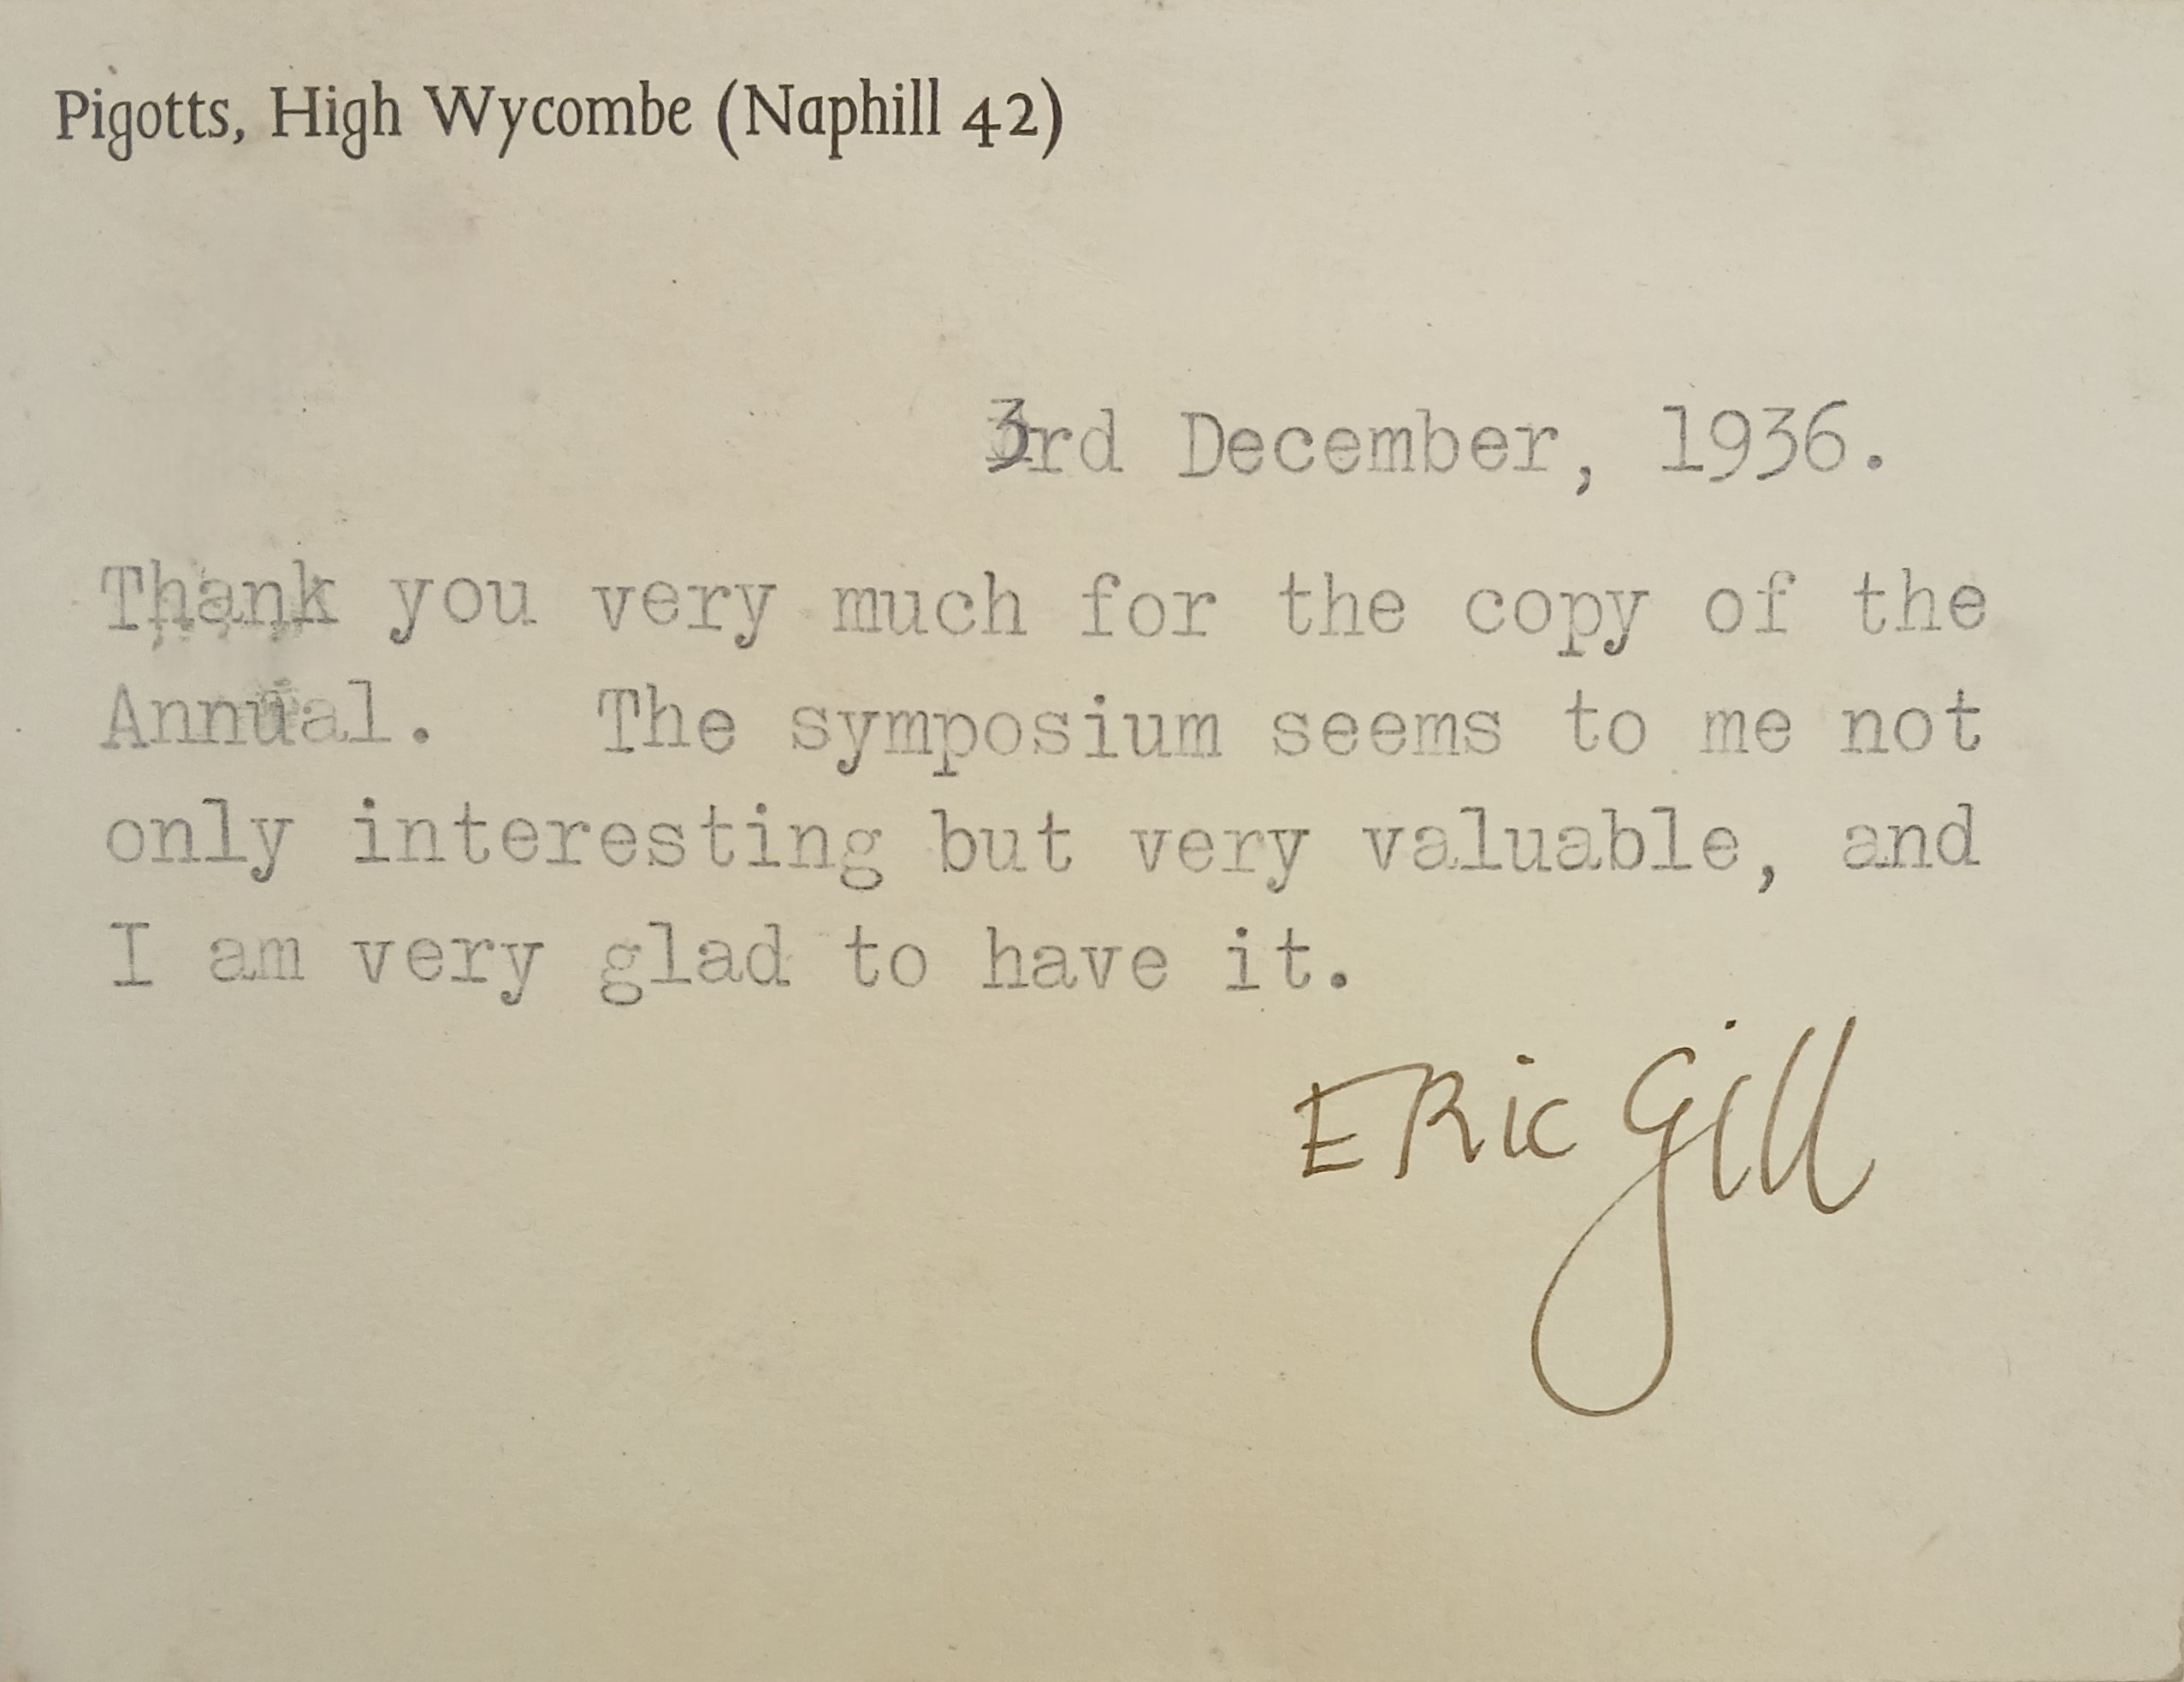 Pigotts, High Wycombe (Naphill 42)
3rd December, 1936.
Thank you very much for the copy of the
Annual. The symposium seems to me not
only interesting but very valuable, and
I am very glad to have it.
ERic Gill